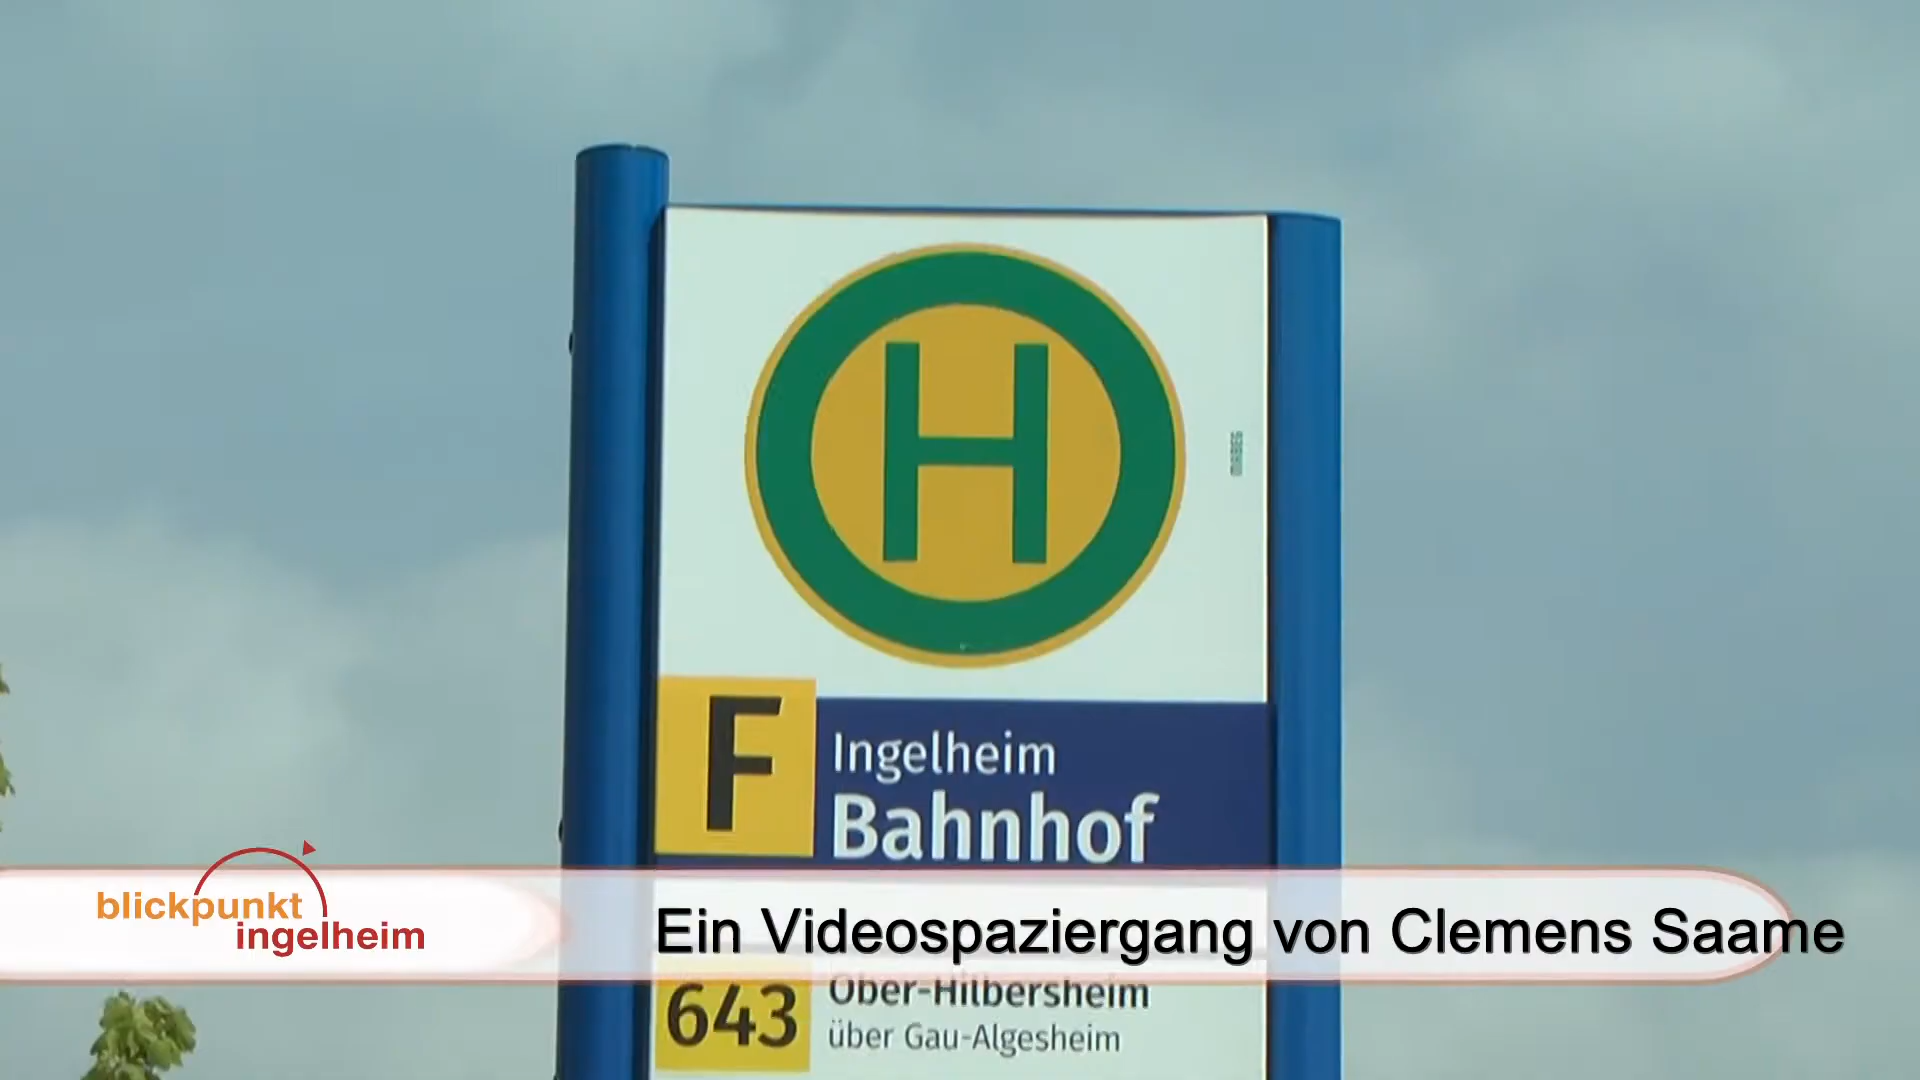 H
F
Ingelheim
Bahnhof
blickpunkt
ingelheim
Ein Videospaziergang von Clemens Saame
643
Ober-Hilbersheim
über Gau-Algesheim